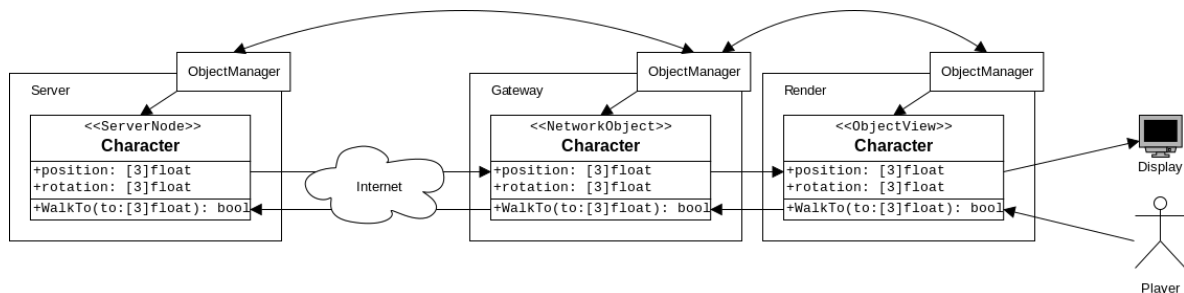 ObjectManager
ObjectManager
ObjectManager
Server
Gateway
Render
<<ServerNode>>
Character
+position: [3]float
+rotation: [3]float
+WalkTo(to:[3]float): bool
Internet
<<NetworkObject>>
Character
+position: [3]float
+rotation: [3]float
+WalkTo(to:[3]float): bool
<<ObjectView>>
Character
+position: [3]float
+rotation: [3]float
+WalkTo(to:[3]float): bool
Display
Player